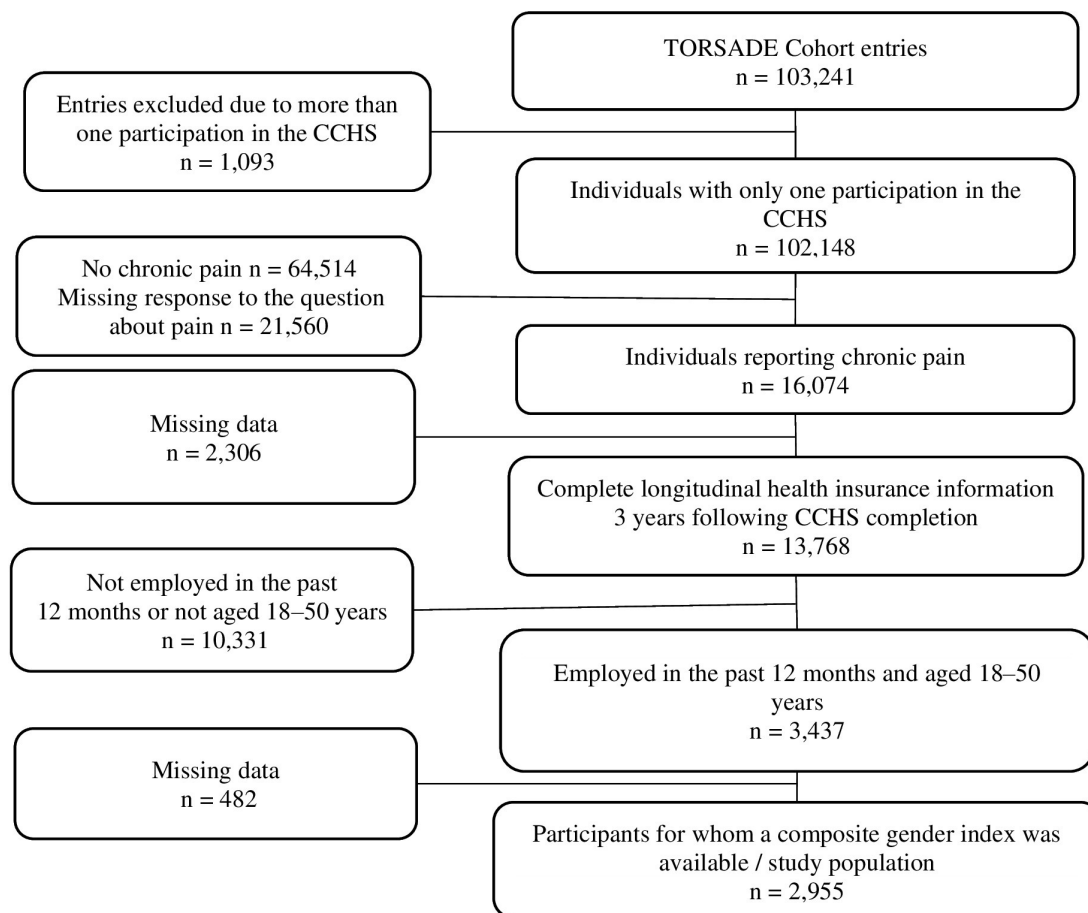 TORSADE Cohort entries
n = 103,241
Entries excluded due to more than
one participation in the CCHS
n = 1,093
Individuals with only one participation in the
CCHS
n = 102,148
No chronic pain n = 64,514
Missing response to the question
about pain n = 21,560
Individuals reporting chronic pain
n = 16,074
Missing data
n = 2,306
Complete longitudinal health insurance information
3 years following CCHS completion
n = 13,768
Not employed in the past
12 months or not aged 18–50 years
n = 10,331
Employed in the past 12 months and aged 18–50
years
n = 3,437
Missing data
n = 482
Participants for whom a composite gender index was
available / study population
n = 2,955